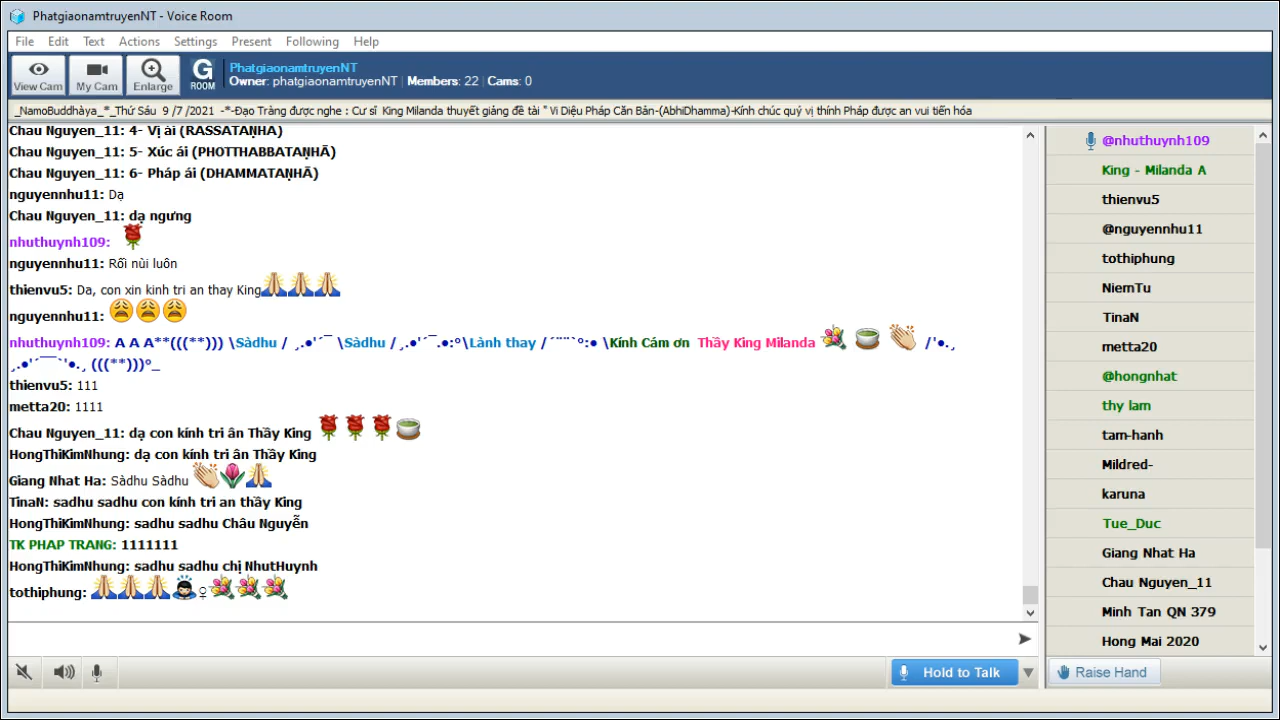 PhatgiaonamtruyenNT - Voice Room
File Edit Text Actions Settings Present Following Help
View Cam
My Cam
Enlarge
G
ROOM
PhatgiaonamtruyenNT
Owner: phatgiaonamtruyenNT | Members: 22 | Cams: 0
_NamoBuddhàya_*_Thứ Sáu 9 /7 /2021 -*-Đạo Tràng được nghe : Cư sĩ King Milanda thuyết giảng đề tài " Vi Diệu Pháp Căn Bản-(AbhiDhamma)-Kính chúc quý vị thính Pháp được an vui tiến hóa
Chau Nguyen_11: 4- Vị ái (RASSATAṆHĀ)
Chau Nguyen_11: 5- Xúc ái (PHOTTHABBATAṆHĀ)
Chau Nguyen_11: 6- Pháp ái (DHAMMATAṆHĀ)
nguyennhu11: Dạ
Chau Nguyen_11: dạ ngưng
nhuthuynh109:
nguyennhu11: Rối nùi luôn
thienvu5: Da, con xin kinh tri an thay King
nguyennhu11:
nhuthuynh109: A A A**(((**))) \Sàdhu / ¸.●'´¯ \Sàdhu /¸.●'´¯.●:º\Lành thay /´¨¨`º:● \Kính Cám ơn Thầy King Milanda /'●.¸
¸.●'´¯¯`'●.¸ (((**)))º_
thienvu5: 111
metta20: 1111
Chau Nguyen_11: dạ con kính tri ân Thầy King
HongThiKimNhung: dạ con kính tri ân Thầy King
Giang Nhat Ha: Sàdhu Sàdhu
TinaN: sadhu sadhu con kính tri an thầy King
HongThiKimNhung: sadhu sadhu Châu Nguyễn
TK PHAP TRANG: 1111111
HongThiKimNhung: sadhu sadhu chị NhutHuynh
tothiphung: ♀
Hold to Talk
@nhuthuynh109
King - Milanda A
thienvu5
@nguyennhu11
tothiphung
NiemTu
TinaN
metta20
@hongnhat
thy lam
tam-hanh
Mildred-
karuna
Tue_Duc
Giang Nhat Ha
Chau Nguyen_11
Minh Tan QN 379
Hong Mai 2020
Raise Hand